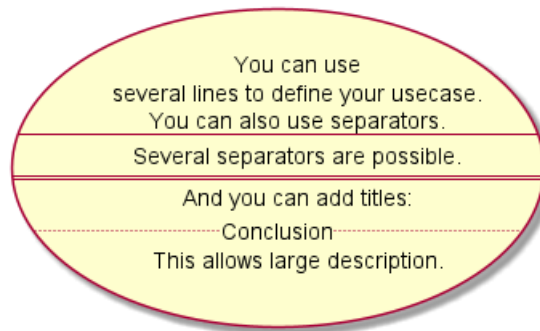 You can use
several lines to define your usecase.
You can also use separators.
Several separators are possible.
And you can add titles:
Conclusion
This allows large description.